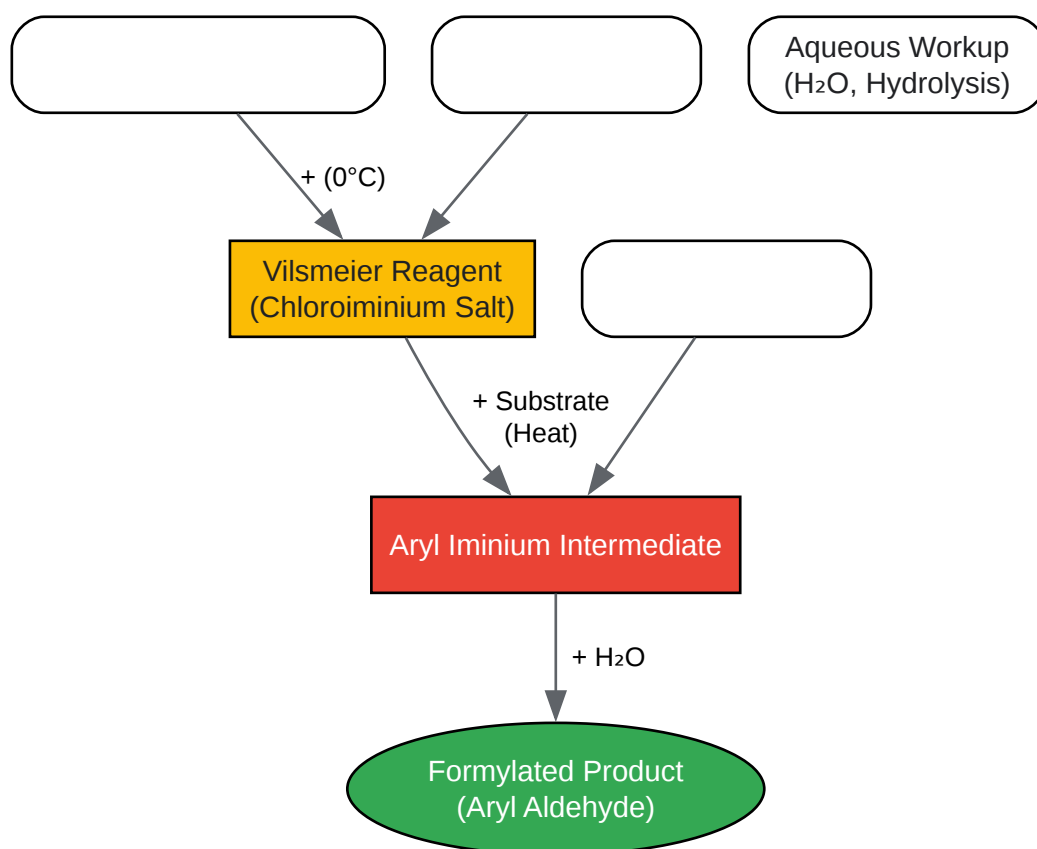 Aqueous Workup
(H₂O, Hydrolysis)
+ (0°C)
Vilsmeier Reagent
(Chloroiminium Salt)
+ Substrate
(Heat)
Aryl Iminium Intermediate
+ H₂O
Formylated Product
(Aryl Aldehyde)